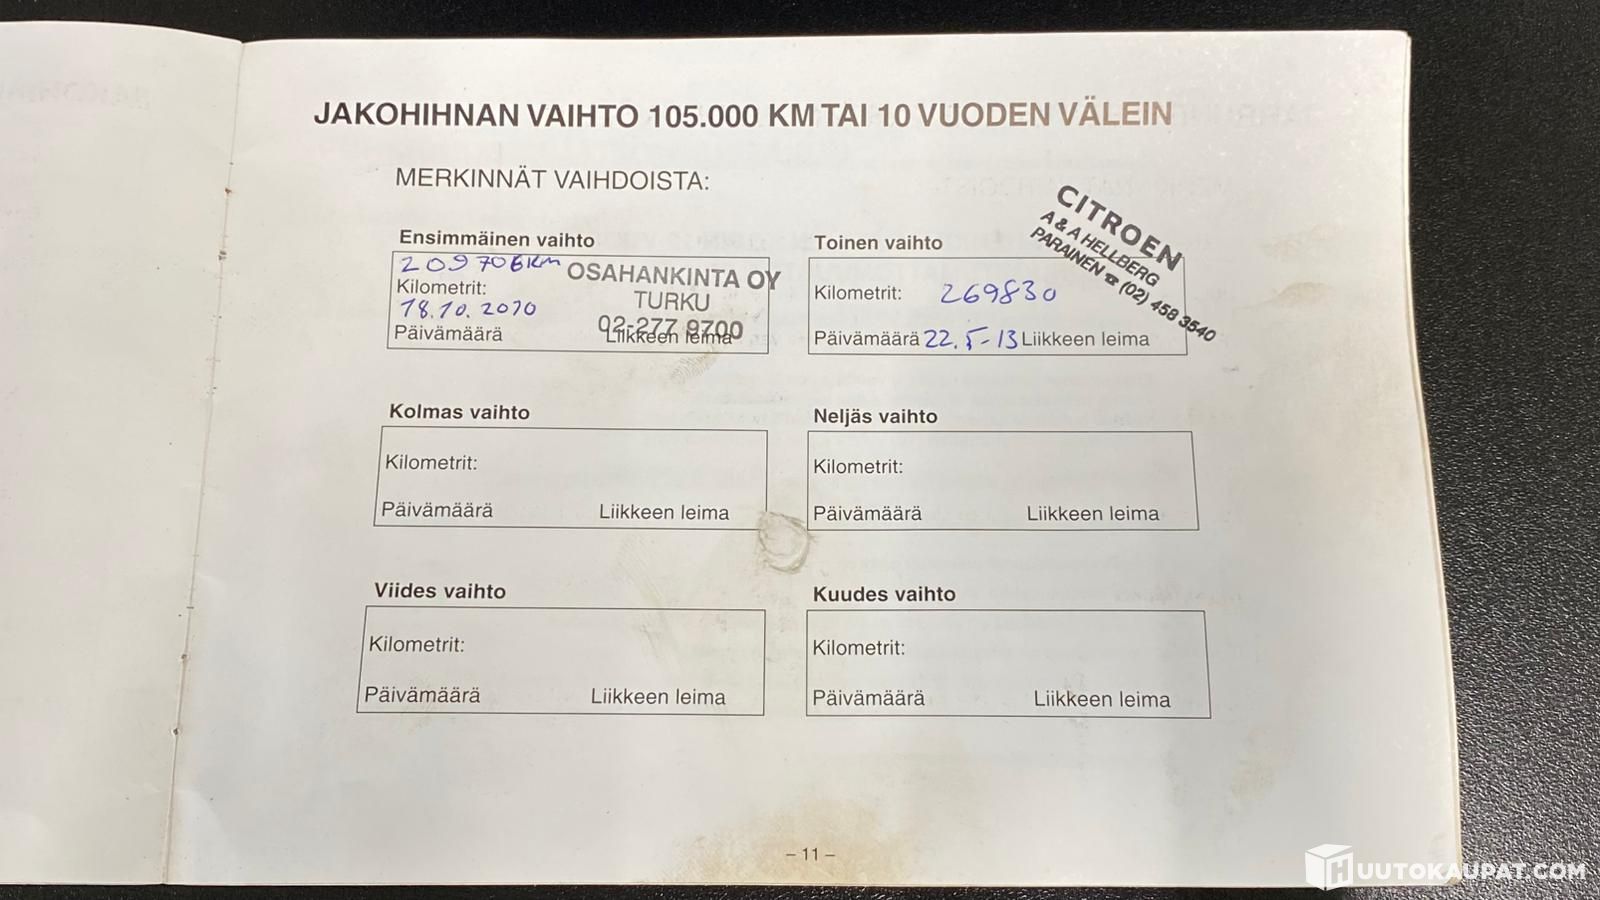 JAKOHIHNAN VAIHTO 105.000 KM TAI 10 VUODEN VÄLEIN
MERKINNÄT VAIHDOISTA:
Ensimmäinen vaihto
209706KM
Kilometrit:
18.10.2010
Päivämäärä
OSAHANKINTA OY
TURKU
02-277 9700
Liikkeen leima
Toinen vaihto
CITROEN
A & A HELLBERG
PARAINEN ☎ (02) 458 3540
Kilometrit: 269830
Päivämäärä 22.5-13 Liikkeen leima
Kolmas vaihto
Kilometrit:
Päivämäärä Liikkeen leima
Neljäs vaihto
Kilometrit:
Päivämäärä Liikkeen leima
Viides vaihto
Kilometrit:
Päivämäärä Liikkeen leima
Kuudes vaihto
Kilometrit:
Päivämäärä Liikkeen leima
– 11 –
HUUTOKAUPAT.COM